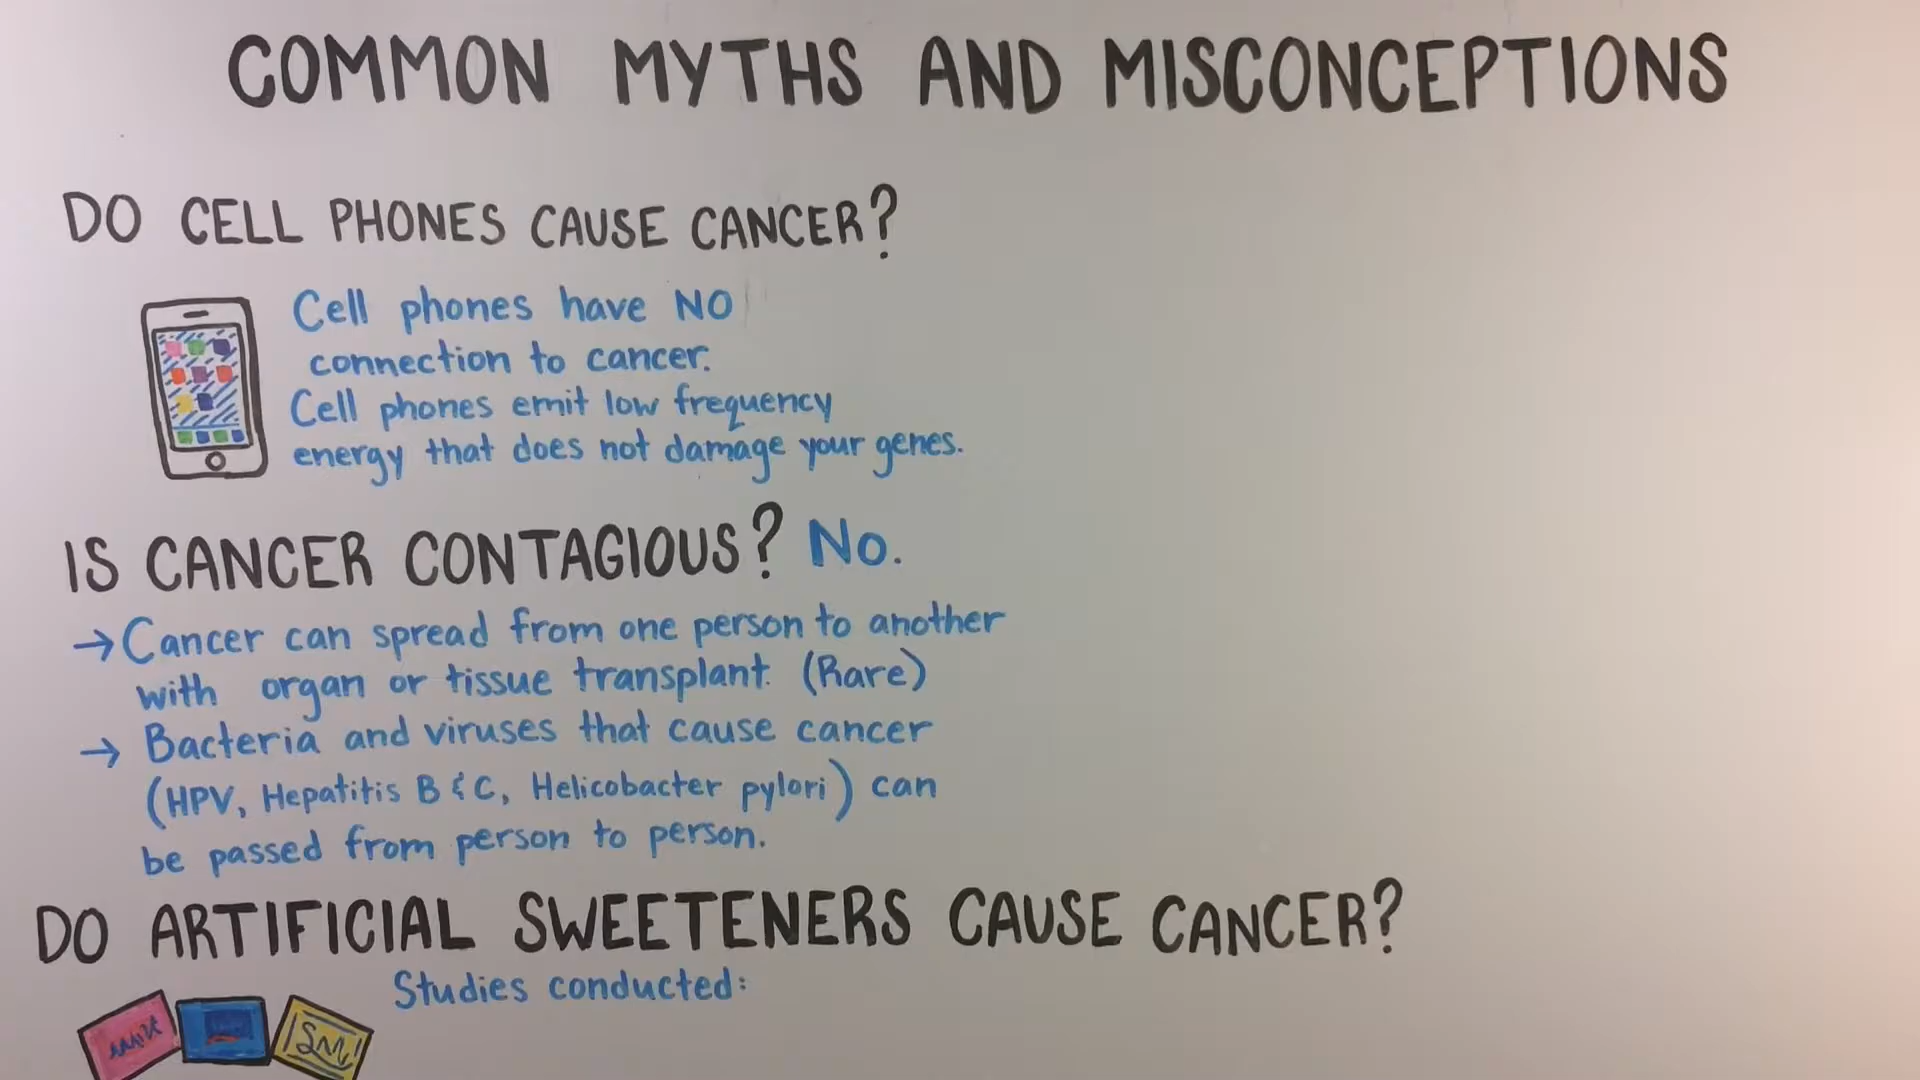 COMMON MYTHS AND MISCONCEPTIONS
DO CELL PHONES CAUSE CANCER?
Cell phones have NO
connection to cancer.
Cell phones emit low frequency
energy that does not damage your genes.
IS CANCER CONTAGIOUS? No.
→ Cancer can spread from one person to another
with organ or tissue transplant. (Rare)
→ Bacteria and viruses that cause cancer
(HPV, Hepatitis B & C, Helicobacter pylori) can
be passed from person to person.
DO ARTIFICIAL SWEETENERS CAUSE CANCER?
Studies conducted: